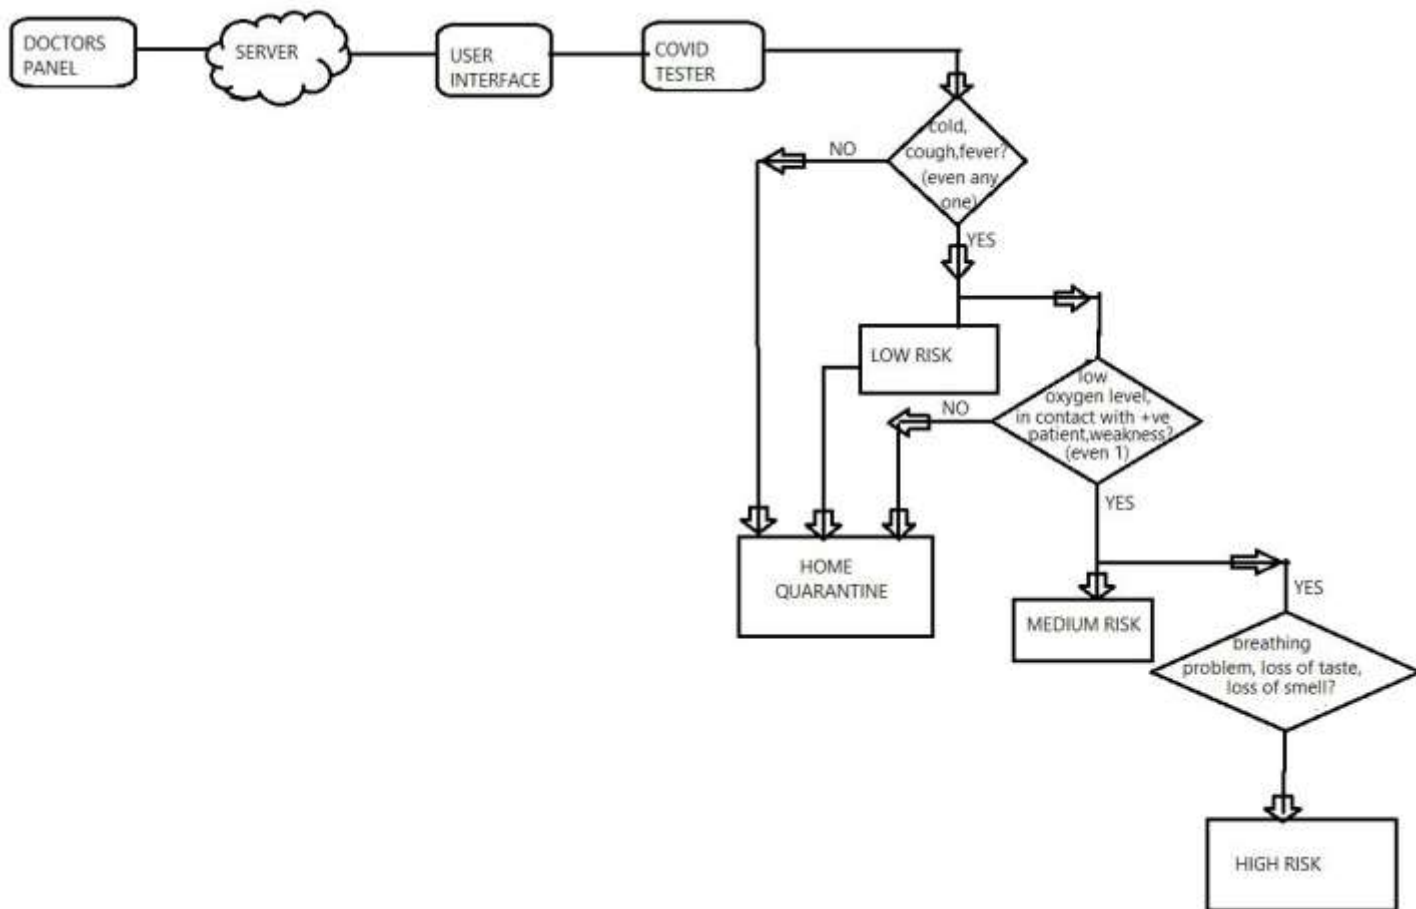 DOCTORS
PANEL
SERVER
USER
INTERFACE
COVID
TESTER
cold,
cough,fever?
(even any
one)
NO
YES
LOW RISK
low
oxygen level,
in contact with +ve
patient,weakness?
(even 1)
NO
YES
HOME
QUARANTINE
MEDIUM RISK
YES
breathing
problem, loss of taste,
loss of smell?
HIGH RISK